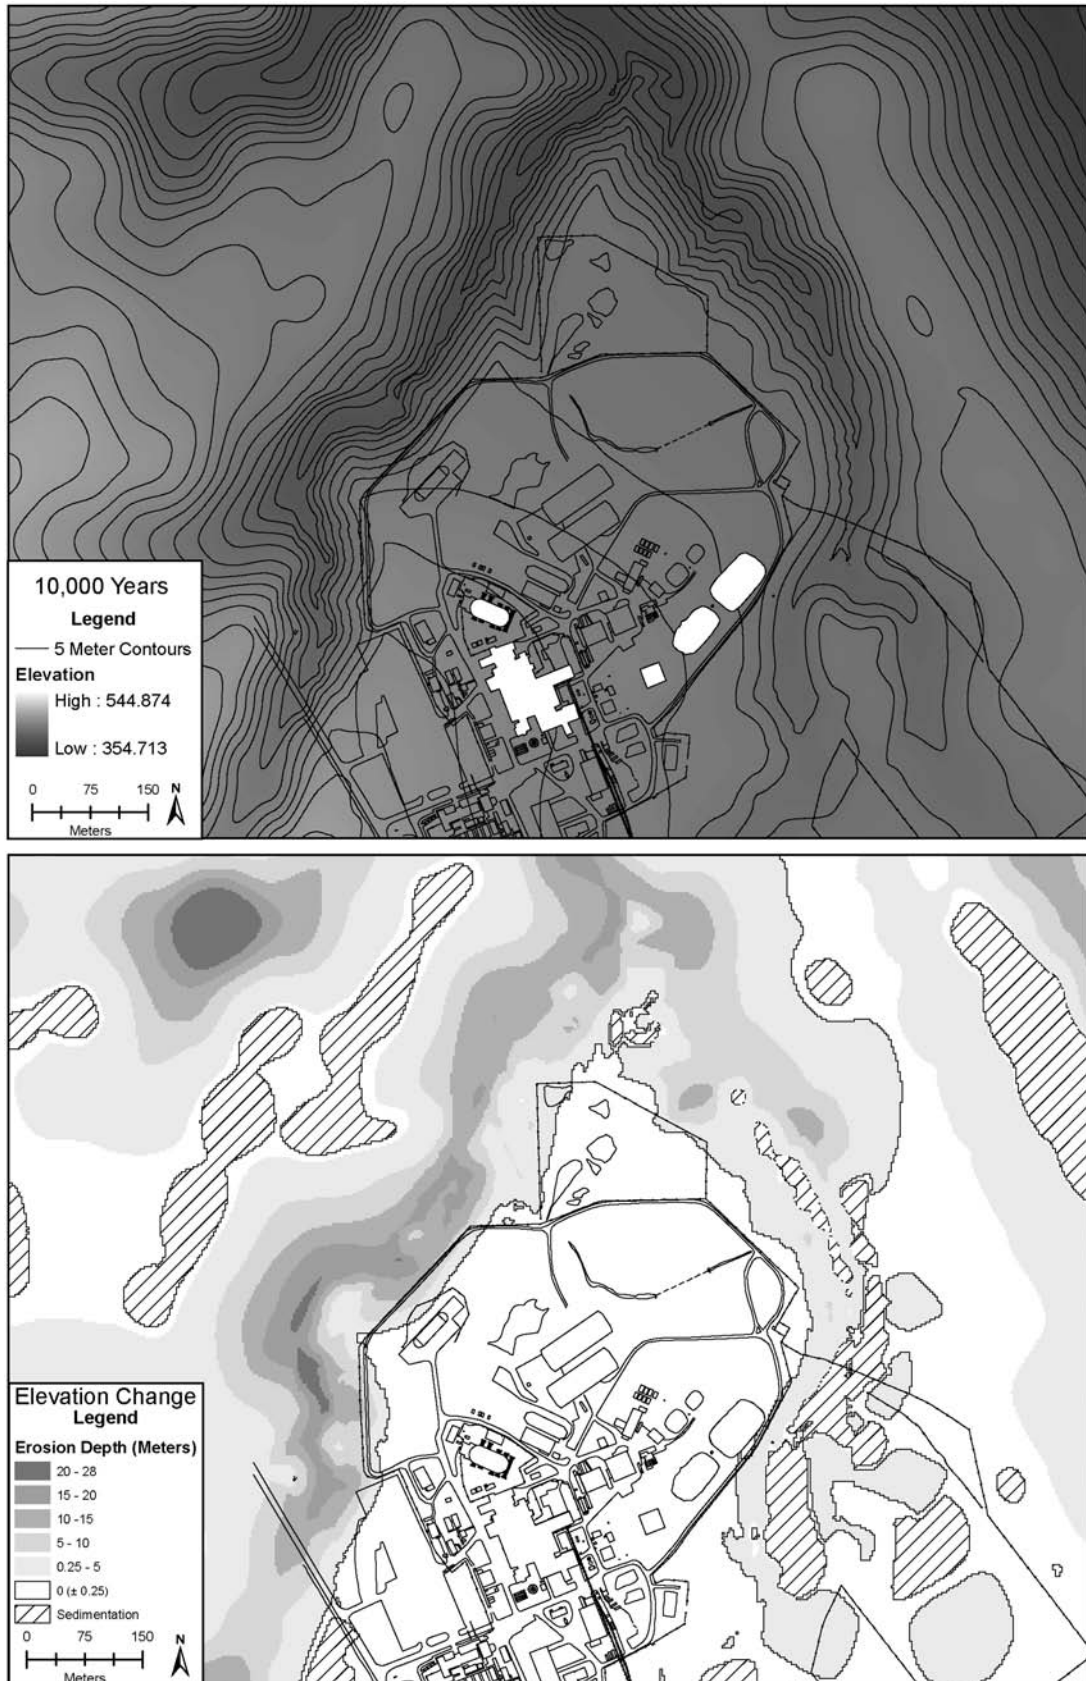 10,000 Years
Legend
5 Meter Contours
Elevation
High : 544.874
Low : 354.713
0 75 150 N
Meters
Elevation Change
Legend
Erosion Depth (Meters)
20 - 28
15 - 20
10 - 15
5 - 10
0.25 - 5
0 (± 0.25)
Sedimentation
0 75 150 N
Meters